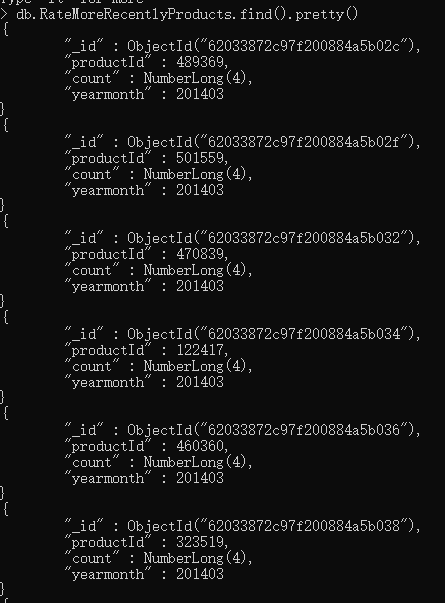 Type "it" for more
> db.RateMoreRecentlyProducts.find().pretty()
{
"_id" : ObjectId("62033872c97f200884a5b02c"),
"productId" : 489369,
"count" : NumberLong(4),
"yearmonth" : 201403
}
{
"_id" : ObjectId("62033872c97f200884a5b02f"),
"productId" : 501559,
"count" : NumberLong(4),
"yearmonth" : 201403
}
{
"_id" : ObjectId("62033872c97f200884a5b032"),
"productId" : 470839,
"count" : NumberLong(4),
"yearmonth" : 201403
}
{
"_id" : ObjectId("62033872c97f200884a5b034"),
"productId" : 122417,
"count" : NumberLong(4),
"yearmonth" : 201403
}
{
"_id" : ObjectId("62033872c97f200884a5b036"),
"productId" : 460360,
"count" : NumberLong(4),
"yearmonth" : 201403
}
{
"_id" : ObjectId("62033872c97f200884a5b038"),
"productId" : 323519,
"count" : NumberLong(4),
"yearmonth" : 201403
}
{